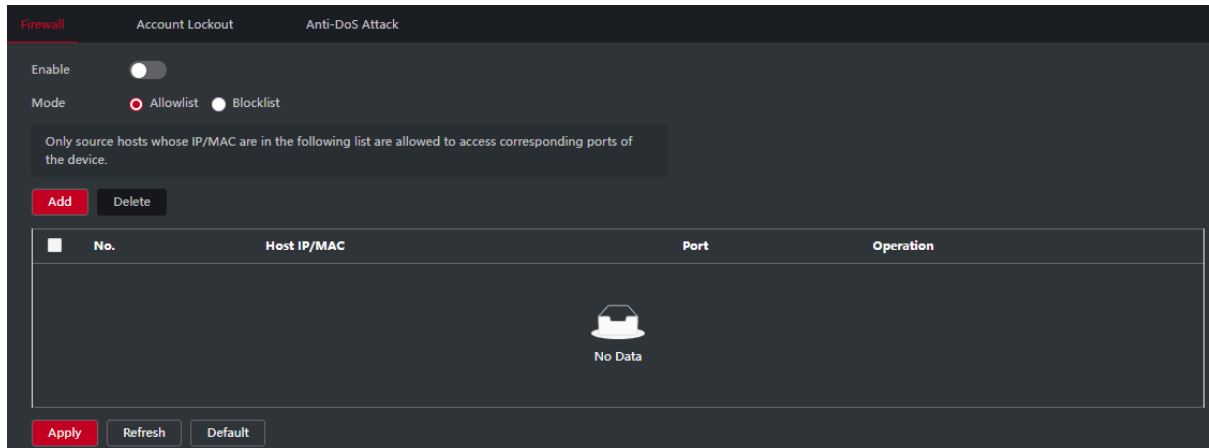 Firewall Account Lockout Anti-DoS Attack
Enable
Mode Allowlist Blocklist
Only source hosts whose IP/MAC are in the following list are allowed to access corresponding ports of
the device.
Add Delete
No. Host IP/MAC Port Operation
No Data
Apply Refresh Default